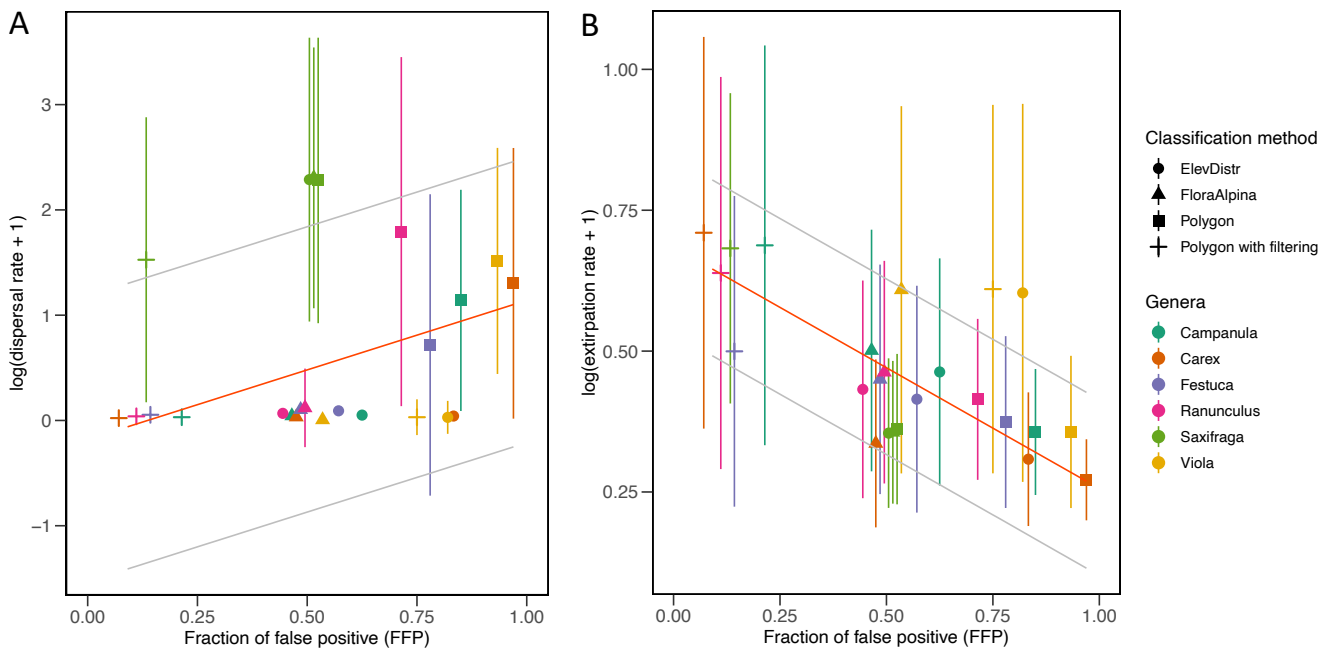 A
log(dispersal rate + 1)
3
2
1
0
−1
0.00 0.25 0.50 0.75 1.00
Fraction of false positive (FFP)
B
log(extirpation rate + 1)
1.00
0.75
0.50
0.25
0.00 0.25 0.50 0.75 1.00
Fraction of false positive (FFP)
Classification method
ElevDistr
FloraAlpina
Polygon
Polygon with filtering
Genera
Campanula
Carex
Festuca
Ranunculus
Saxifraga
Viola